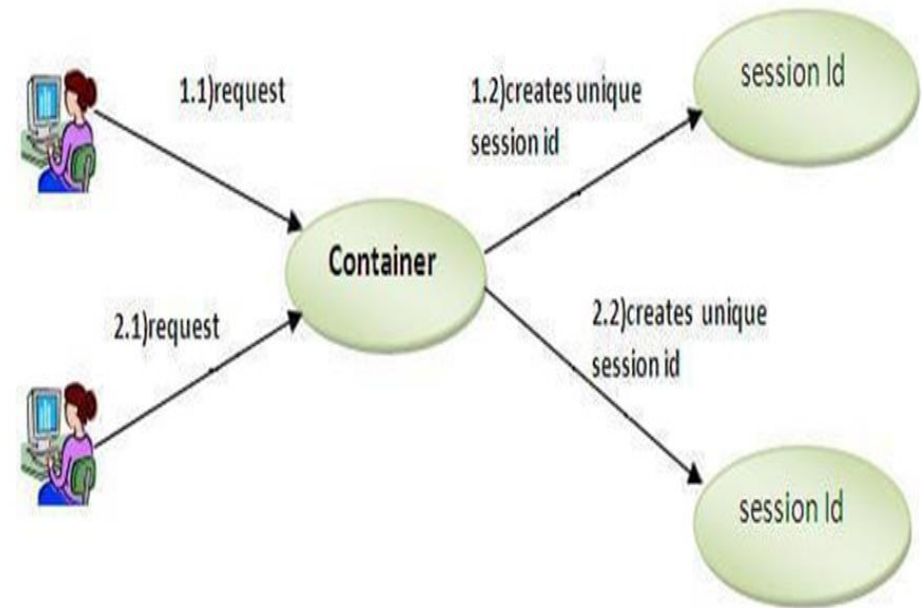 1.1)request
1.2)creates unique
session id
session Id
Container
2.1)request
2.2)creates unique
session id
session Id